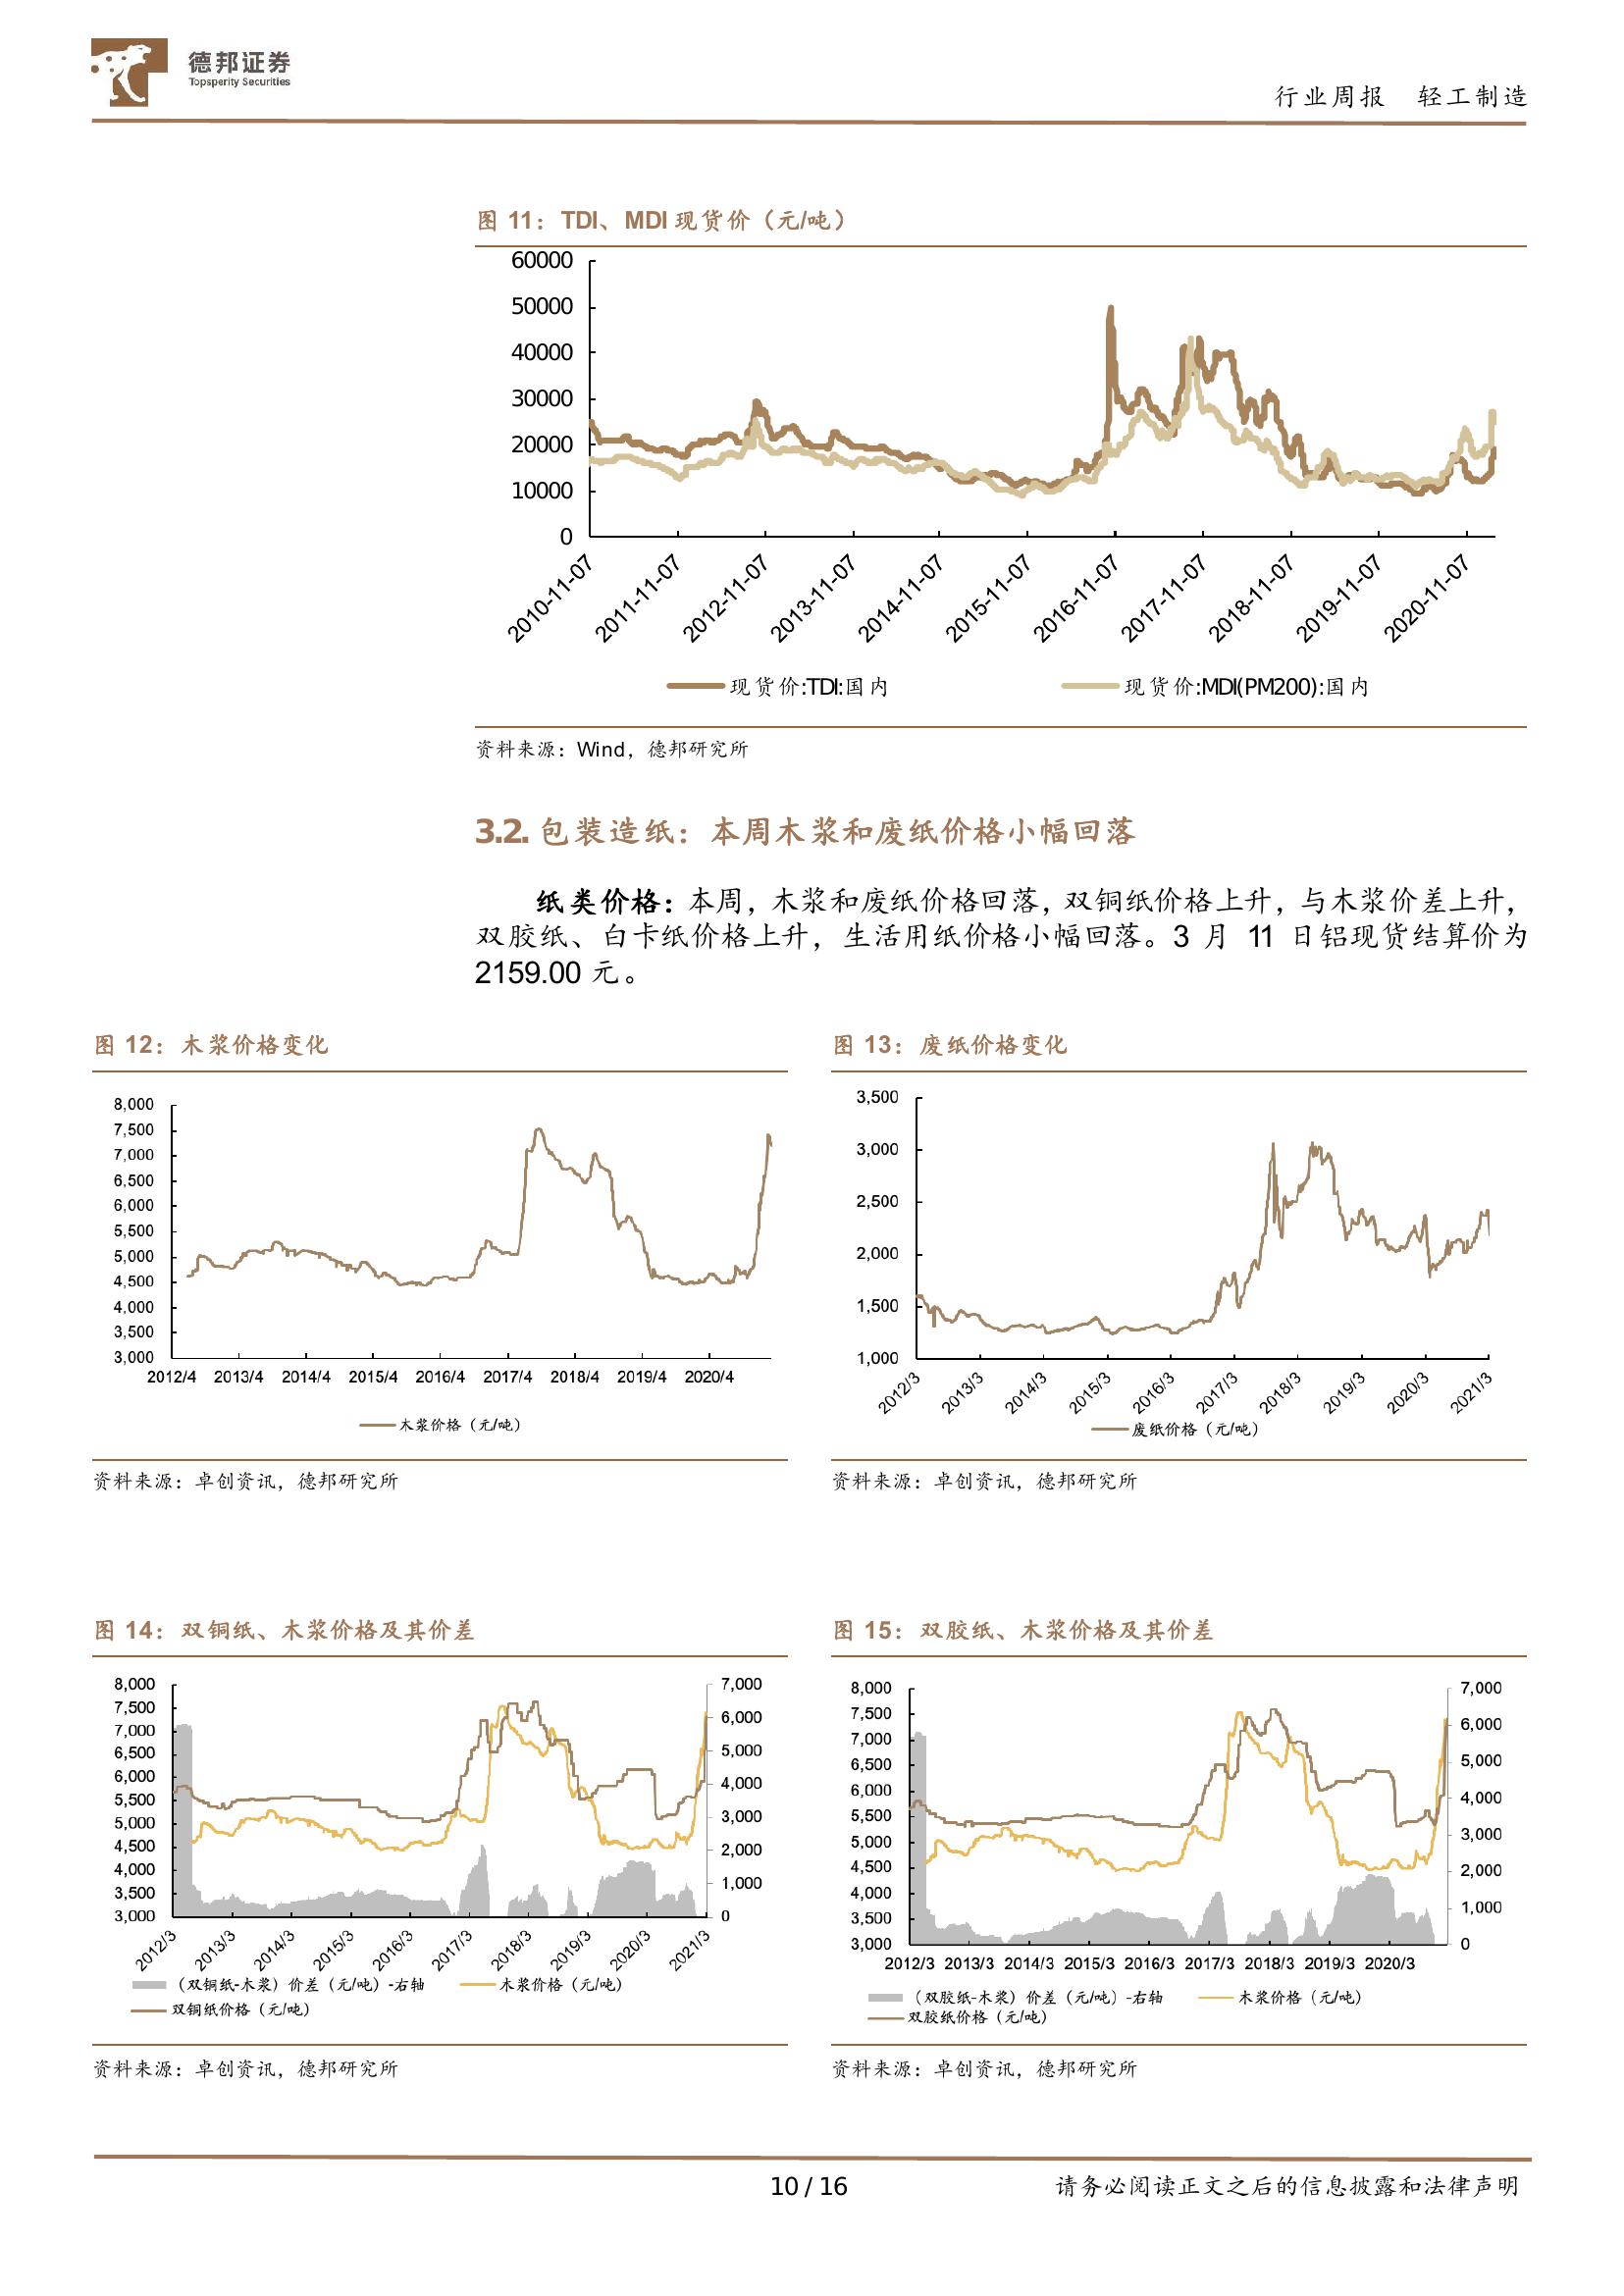 德邦证券
Topsperity Securities
行业周报 轻工制造
图 11：TDI、MDI 现货价（元/吨）
60000
50000
40000
30000
20000
10000
0
2010-11-07 2011-11-07 2012-11-07 2013-11-07 2014-11-07 2015-11-07 2016-11-07 2017-11-07 2018-11-07 2019-11-07 2020-11-07
现货价:TDI:国内 现货价:MDI(PM200):国内
资料来源：Wind，德邦研究所
3.2. 包装造纸：本周木浆和废纸价格小幅回落
纸类价格：本周，木浆和废纸价格回落，双铜纸价格上升，与木浆价差上升，
双胶纸、白卡纸价格上升，生活用纸价格小幅回落。3 月 11 日铝现货结算价为
2159.00 元。
图 12：木浆价格变化
8,000
7,500
7,000
6,500
6,000
5,500
5,000
4,500
4,000
3,500
3,000
2012/4 2013/4 2014/4 2015/4 2016/4 2017/4 2018/4 2019/4 2020/4
木浆价格（元/吨）
资料来源：卓创资讯，德邦研究所
图 13：废纸价格变化
3,500
3,000
2,500
2,000
1,500
1,000
2012/3 2013/3 2014/3 2015/3 2016/3 2017/3 2018/3 2019/3 2020/3 2021/3
废纸价格（元/吨）
资料来源：卓创资讯，德邦研究所
图 14：双铜纸、木浆价格及其价差
8,000
7,500
7,000
6,500
6,000
5,500
5,000
4,500
4,000
3,500
3,000
7,000
6,000
5,000
4,000
3,000
2,000
1,000
0
2012/3 2013/3 2014/3 2015/3 2016/3 2017/3 2018/3 2019/3 2020/3 2021/3
（双铜纸-木浆）价差（元/吨）-右轴 木浆价格（元/吨）
双铜纸价格（元/吨）
资料来源：卓创资讯，德邦研究所
图 15：双胶纸、木浆价格及其价差
8,000
7,500
7,000
6,500
6,000
5,500
5,000
4,500
4,000
3,500
3,000
7,000
6,000
5,000
4,000
3,000
2,000
1,000
0
2012/3 2013/3 2014/3 2015/3 2016/3 2017/3 2018/3 2019/3 2020/3
（双胶纸-木浆）价差（元/吨）-右轴 木浆价格（元/吨）
双胶纸价格（元/吨）
资料来源：卓创资讯，德邦研究所
10 / 16
请务必阅读正文之后的信息披露和法律声明